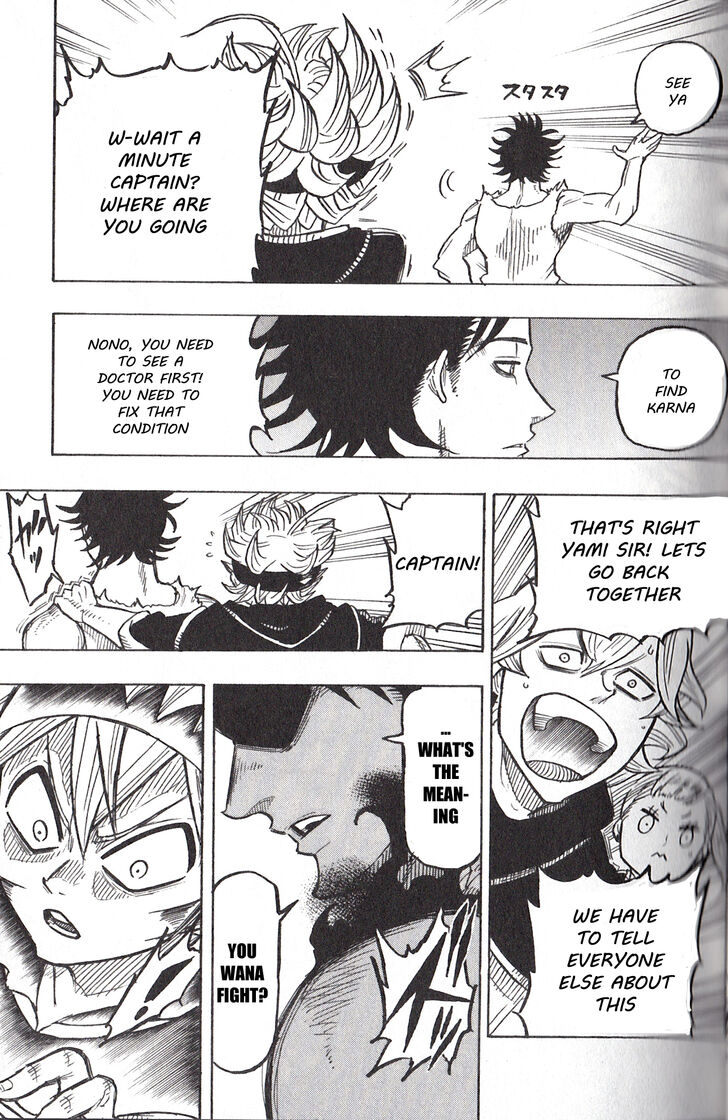 SEE
YA
スタスタ
W-WAIT A
MINUTE
CAPTAIN?
WHERE ARE
YOU GOING
TO
FIND
KARNA
NONO, YOU NEED
TO SEE A
DOCTOR FIRST!
YOU NEED TO
FIX THAT
CONDITION
THAT'S RIGHT
YAMI SIR! LETS
GO BACK
TOGETHER
WE HAVE
TO TELL
EVERYONE
ELSE ABOUT
THIS
CAPTAIN!
...
WHAT'S
THE
MEAN-
ING
YOU
WANA
FIGHT?